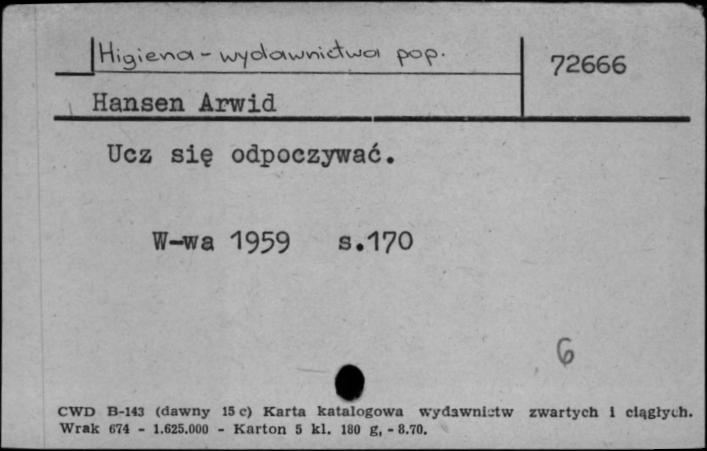 Higiena - wydawnictwa pop.
72666
Hansen Arwid
Ucz się odpoczywać.
W-wa 1959 s.170
6
CWD B-143 (dawny 15 c) Karta katalogowa wydawnictw zwartych i ciągłych.
Wrak 674 - 1.625.000 - Karton 5 kl. 180 g, - 8.70.